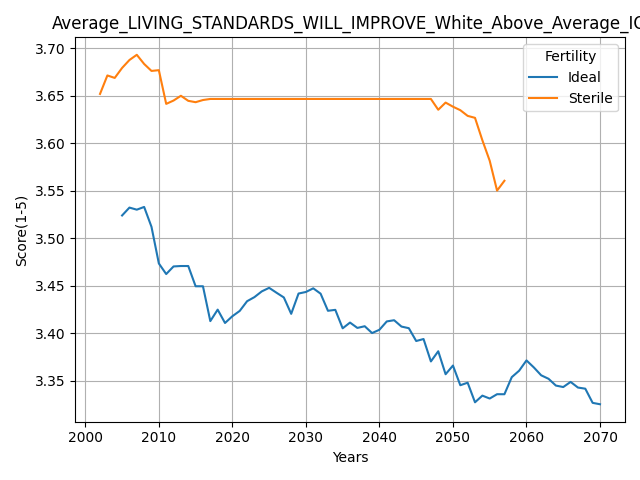 Average_LIVING_STANDARDS_WILL_IMPROVE_White_Above_Average_IQ
Fertility
Ideal
Sterile
Score(1-5)
3.70
3.65
3.60
3.55
3.50
3.45
3.40
3.35
2000 2010 2020 2030 2040 2050 2060 2070
Years